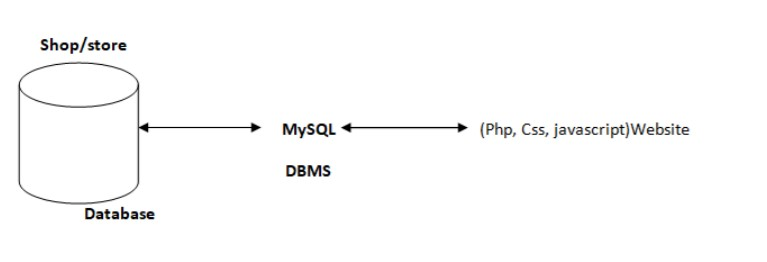 Shop/store
MySQL
(Php, Css, javascript)Website
DBMS
Database